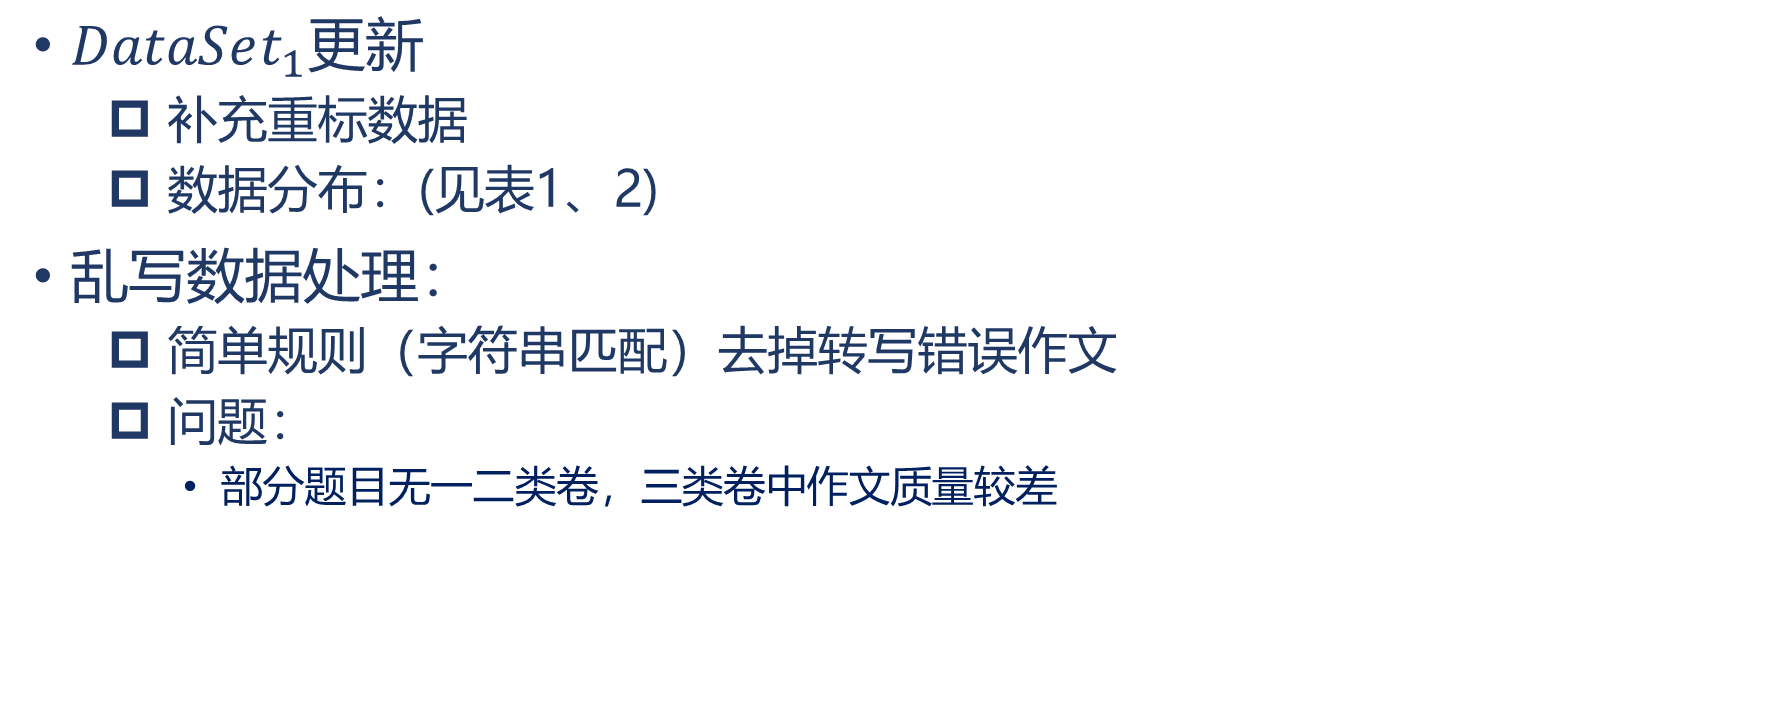 • DataSet₁更新
补充重标数据
数据分布：(见表1、2)
• 乱写数据处理：
简单规则（字符串匹配）去掉转写错误作文
问题：
• 部分题目无一二类卷，三类卷中作文质量较差